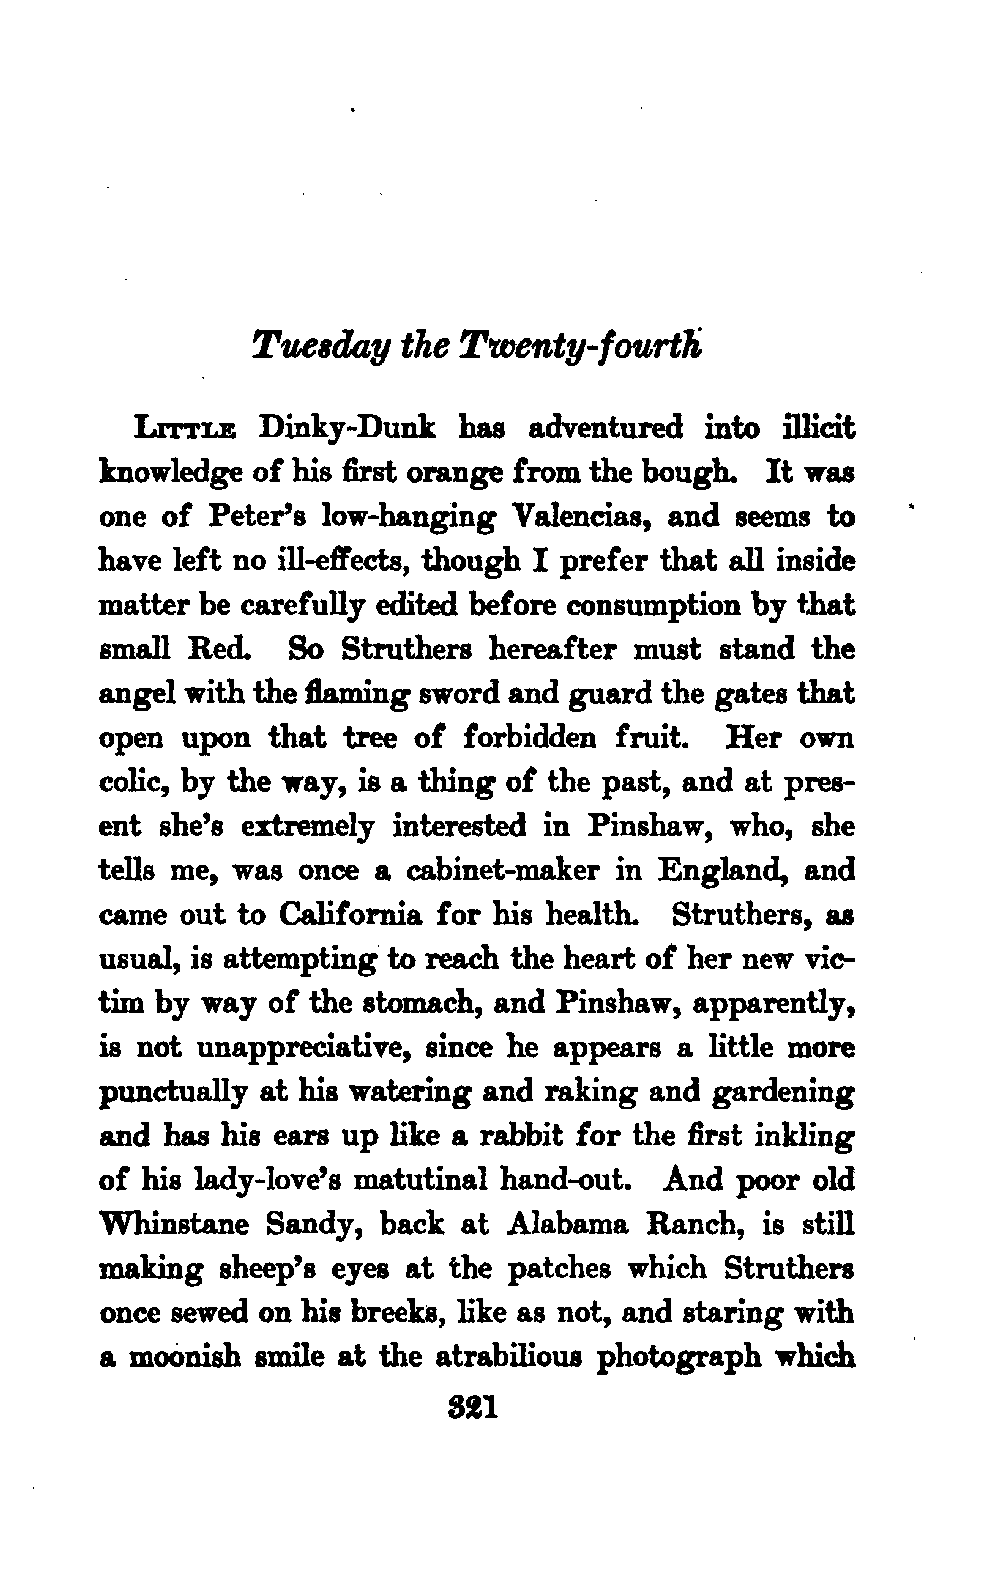 Tuesday the Twenty-fourth
LITTLE Dinky-Dunk has adventured into illicit
knowledge of his first orange from the bough. It was
one of Peter's low-hanging Valencias, and seems to
have left no ill-effects, though I prefer that all inside
matter be carefully edited before consumption by that
small Red. So Struthers hereafter must stand the
angel with the flaming sword and guard the gates that
open upon that tree of forbidden fruit. Her own
colic, by the way, is a thing of the past, and at pres-
ent she's extremely interested in Pinshaw, who, she
tells me, was once a cabinet-maker in England, and
came out to California for his health. Struthers, as
usual, is attempting to reach the heart of her new vic-
tim by way of the stomach, and Pinshaw, apparently,
is not unappreciative, since he appears a little more
punctually at his watering and raking and gardening
and has his ears up like a rabbit for the first inkling
of his lady-love's matutinal hand-out. And poor old
Whinstane Sandy, back at Alabama Ranch, is still
making sheep's eyes at the patches which Struthers
once sewed on his breeks, like as not, and staring with
a moonish smile at the atrabilious photograph which
321